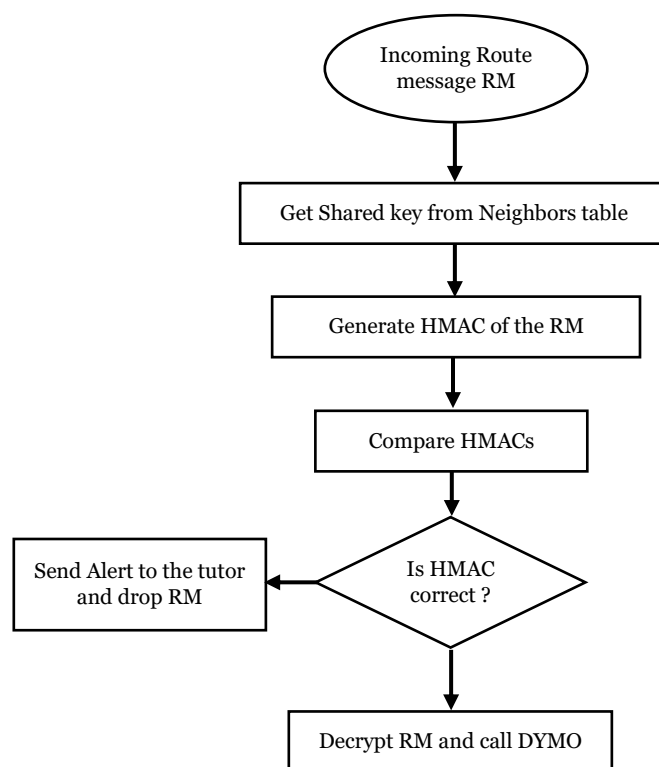 Incoming Route
message RM
Get Shared key from Neighbors table
Generate HMAC of the RM
Compare HMACs
Is HMAC
correct ?
Send Alert to the tutor
and drop RM
Decrypt RM and call DYMO